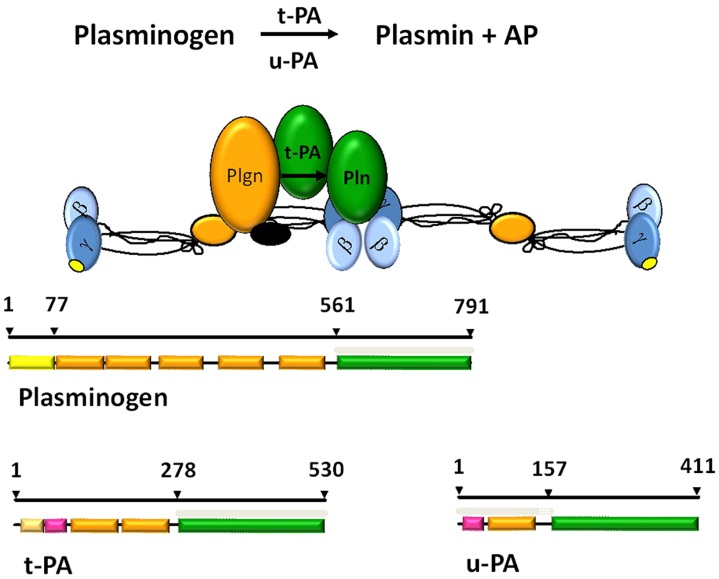 t-PA
Plasminogen Plasmin + AP
u-PA
t-PA
Plgn Pln
β γ β
γ β β γ
1 77 561 791
Plasminogen
1 278 530 1 157 411
t-PA u-PA